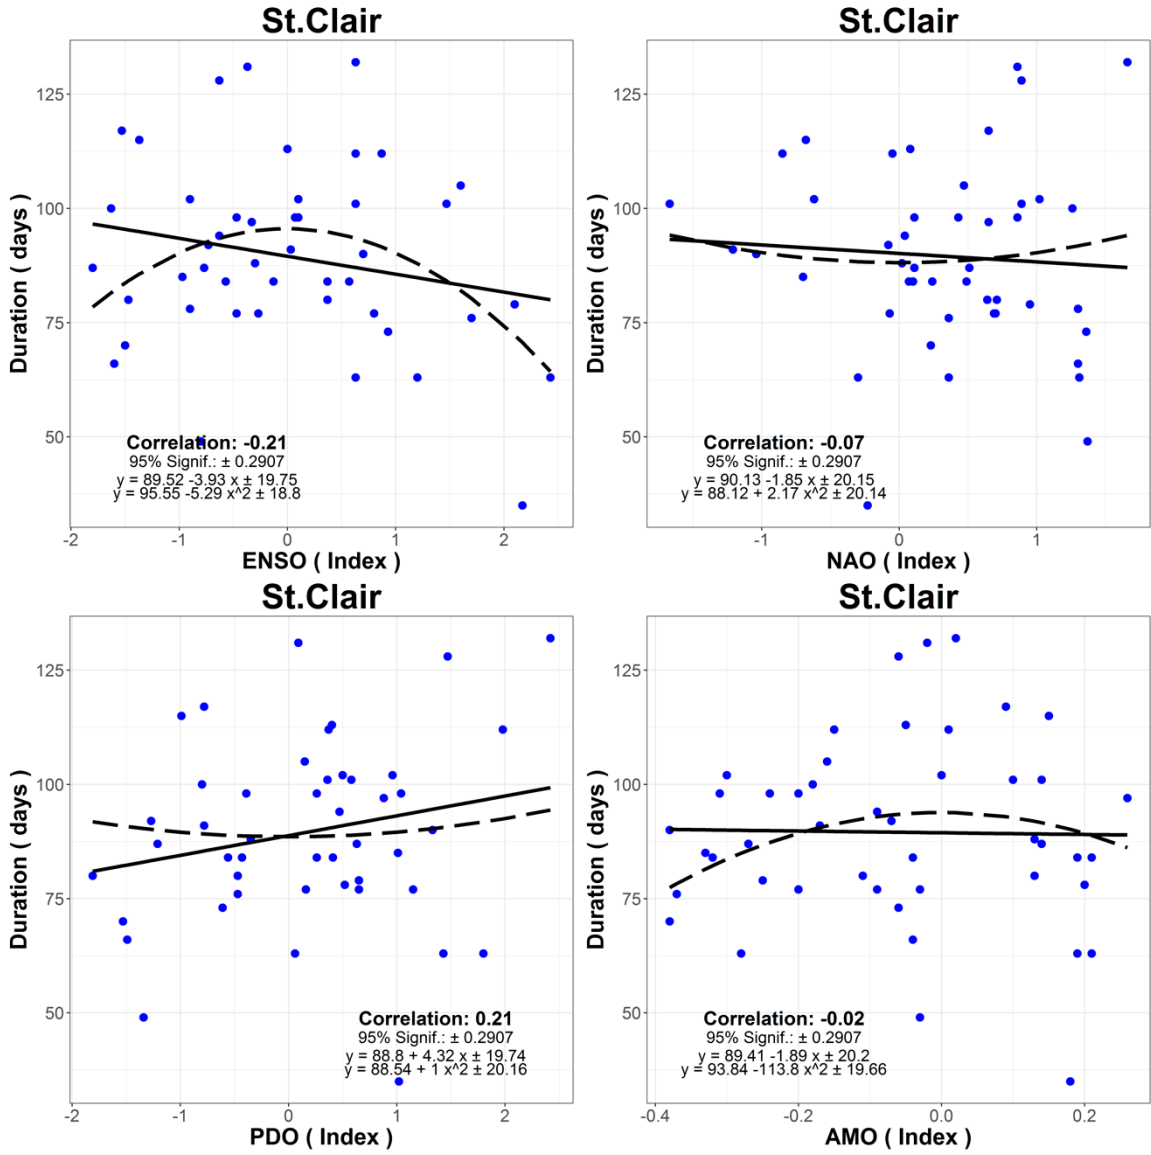 St.Clair
125
100
75
50
Duration ( days )
-2 -1 0 1 2
ENSO ( Index )
Correlation: -0.21
95% Signif.: ± 0.2907
y = 89.52 -3.93 x ± 19.75
y = 95.55 -5.29 x^2 ± 18.8
St.Clair
125
100
75
50
Duration ( days )
-1 0 1
NAO ( Index )
Correlation: -0.07
95% Signif.: ± 0.2907
y = 90.13 -1.85 x ± 20.15
y = 88.12 + 2.17 x^2 ± 20.14
St.Clair
125
100
75
50
Duration ( days )
-2 -1 0 1 2
PDO ( Index )
Correlation: 0.21
95% Signif.: ± 0.2907
y = 88.8 + 4.32 x ± 19.74
y = 88.54 + 1 x^2 ± 20.16
St.Clair
125
100
75
50
Duration ( days )
-0.4 -0.2 0.0 0.2
AMO ( Index )
Correlation: -0.02
95% Signif.: ± 0.2907
y = 89.41 -1.89 x ± 20.2
y = 93.84 -113.8 x^2 ± 19.66